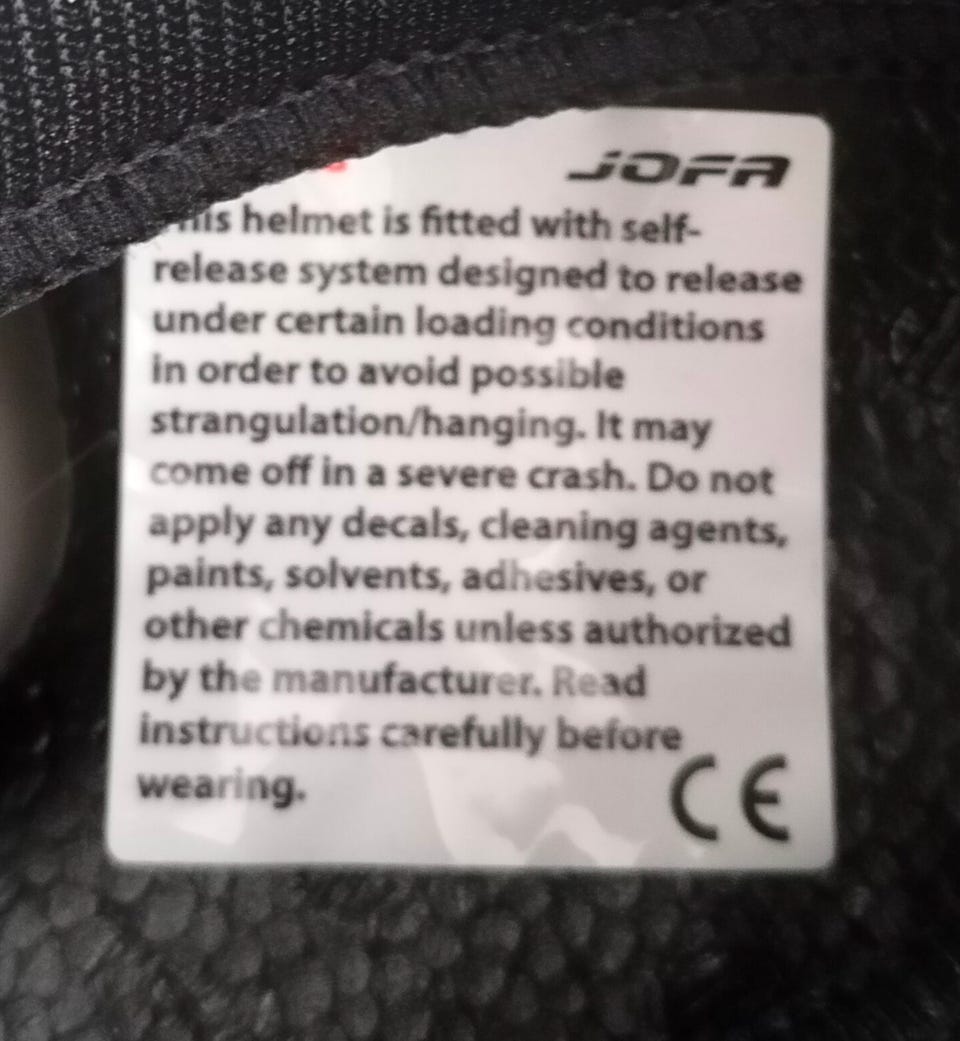 JOFA
This helmet is fitted with self-
release system designed to release
under certain loading conditions
in order to avoid possible
strangulation/hanging. It may
come off in a severe crash. Do not
apply any decals, cleaning agents,
paints, solvents, adhesives, or
other chemicals unless authorized
by the manufacturer. Read
instructions carefully before
wearing.
CE